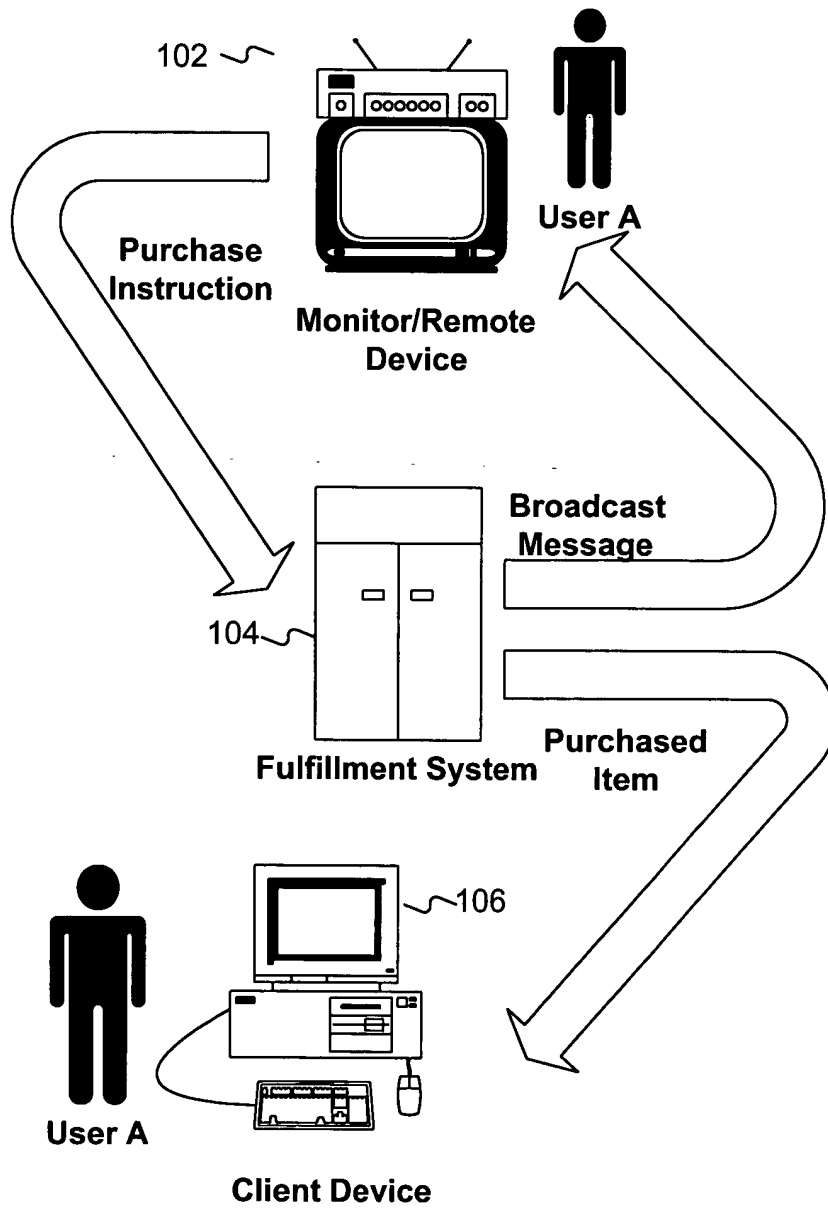 102
User A
Purchase
Instruction
Monitor/Remote
Device
Broadcast
Message
104
Fulfillment System
Purchased
Item
106
User A
Client Device